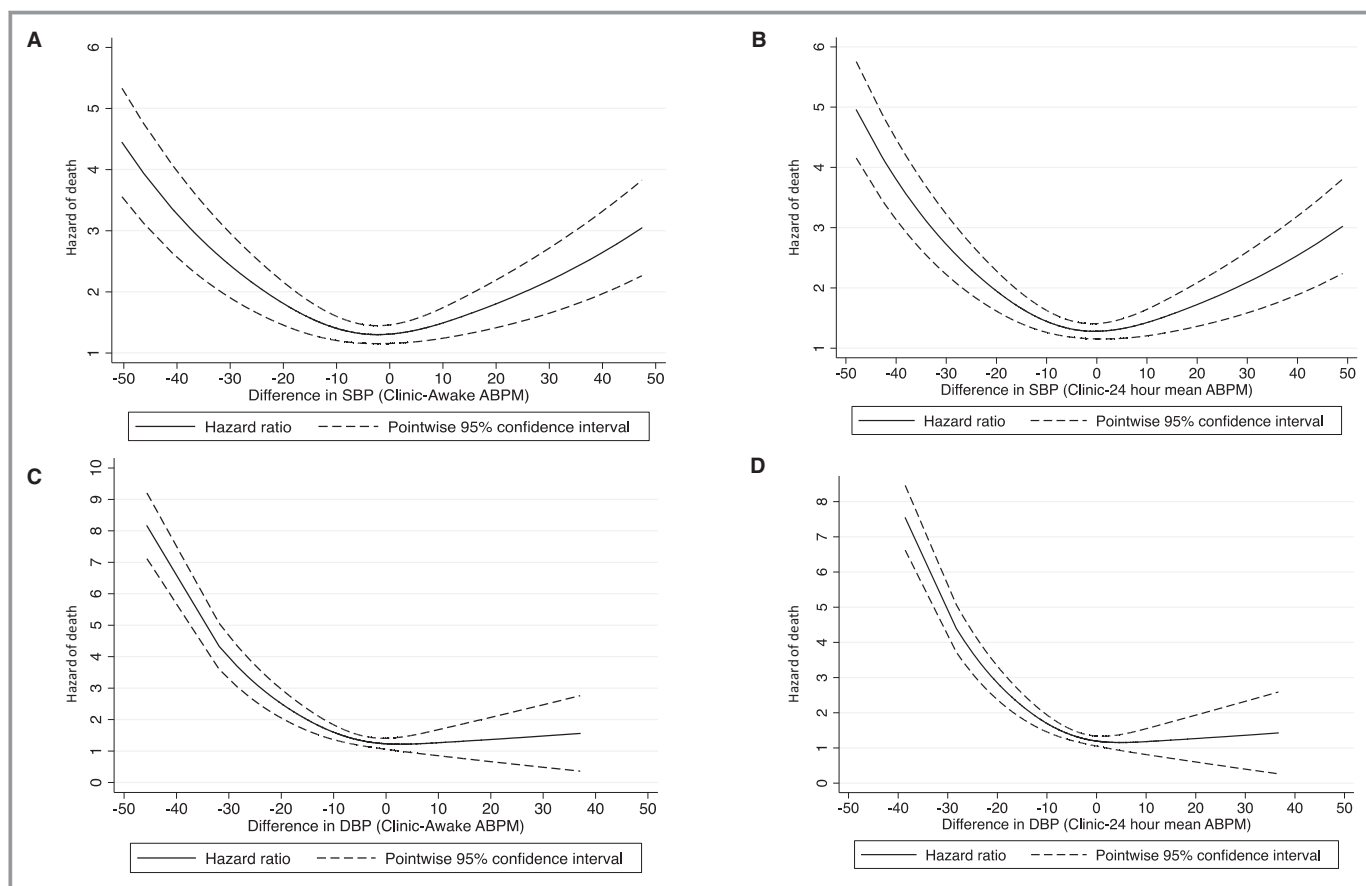 A
Hazard of death
6
5
4
3
2
1
-50 -40 -30 -20 -10 0 10 20 30 40 50
Difference in SBP (Clinic-Awake ABPM)
Hazard ratio Pointwise 95% confidence interval
B
Hazard of death
6
5
4
3
2
1
-50 -40 -30 -20 -10 0 10 20 30 40 50
Difference in SBP (Clinic-24 hour mean ABPM)
Hazard ratio Pointwise 95% confidence interval
C
Hazard of death
10
9
8
7
6
5
4
3
2
1
0
-50 -40 -30 -20 -10 0 10 20 30 40 50
Difference in DBP (Clinic-Awake ABPM)
Hazard ratio Pointwise 95% confidence interval
D
Hazard of death
8
7
6
5
4
3
2
1
0
-50 -40 -30 -20 -10 0 10 20 30 40 50
Difference in DBP (Clinic-24 hour mean ABPM)
Hazard ratio Pointwise 95% confidence interval